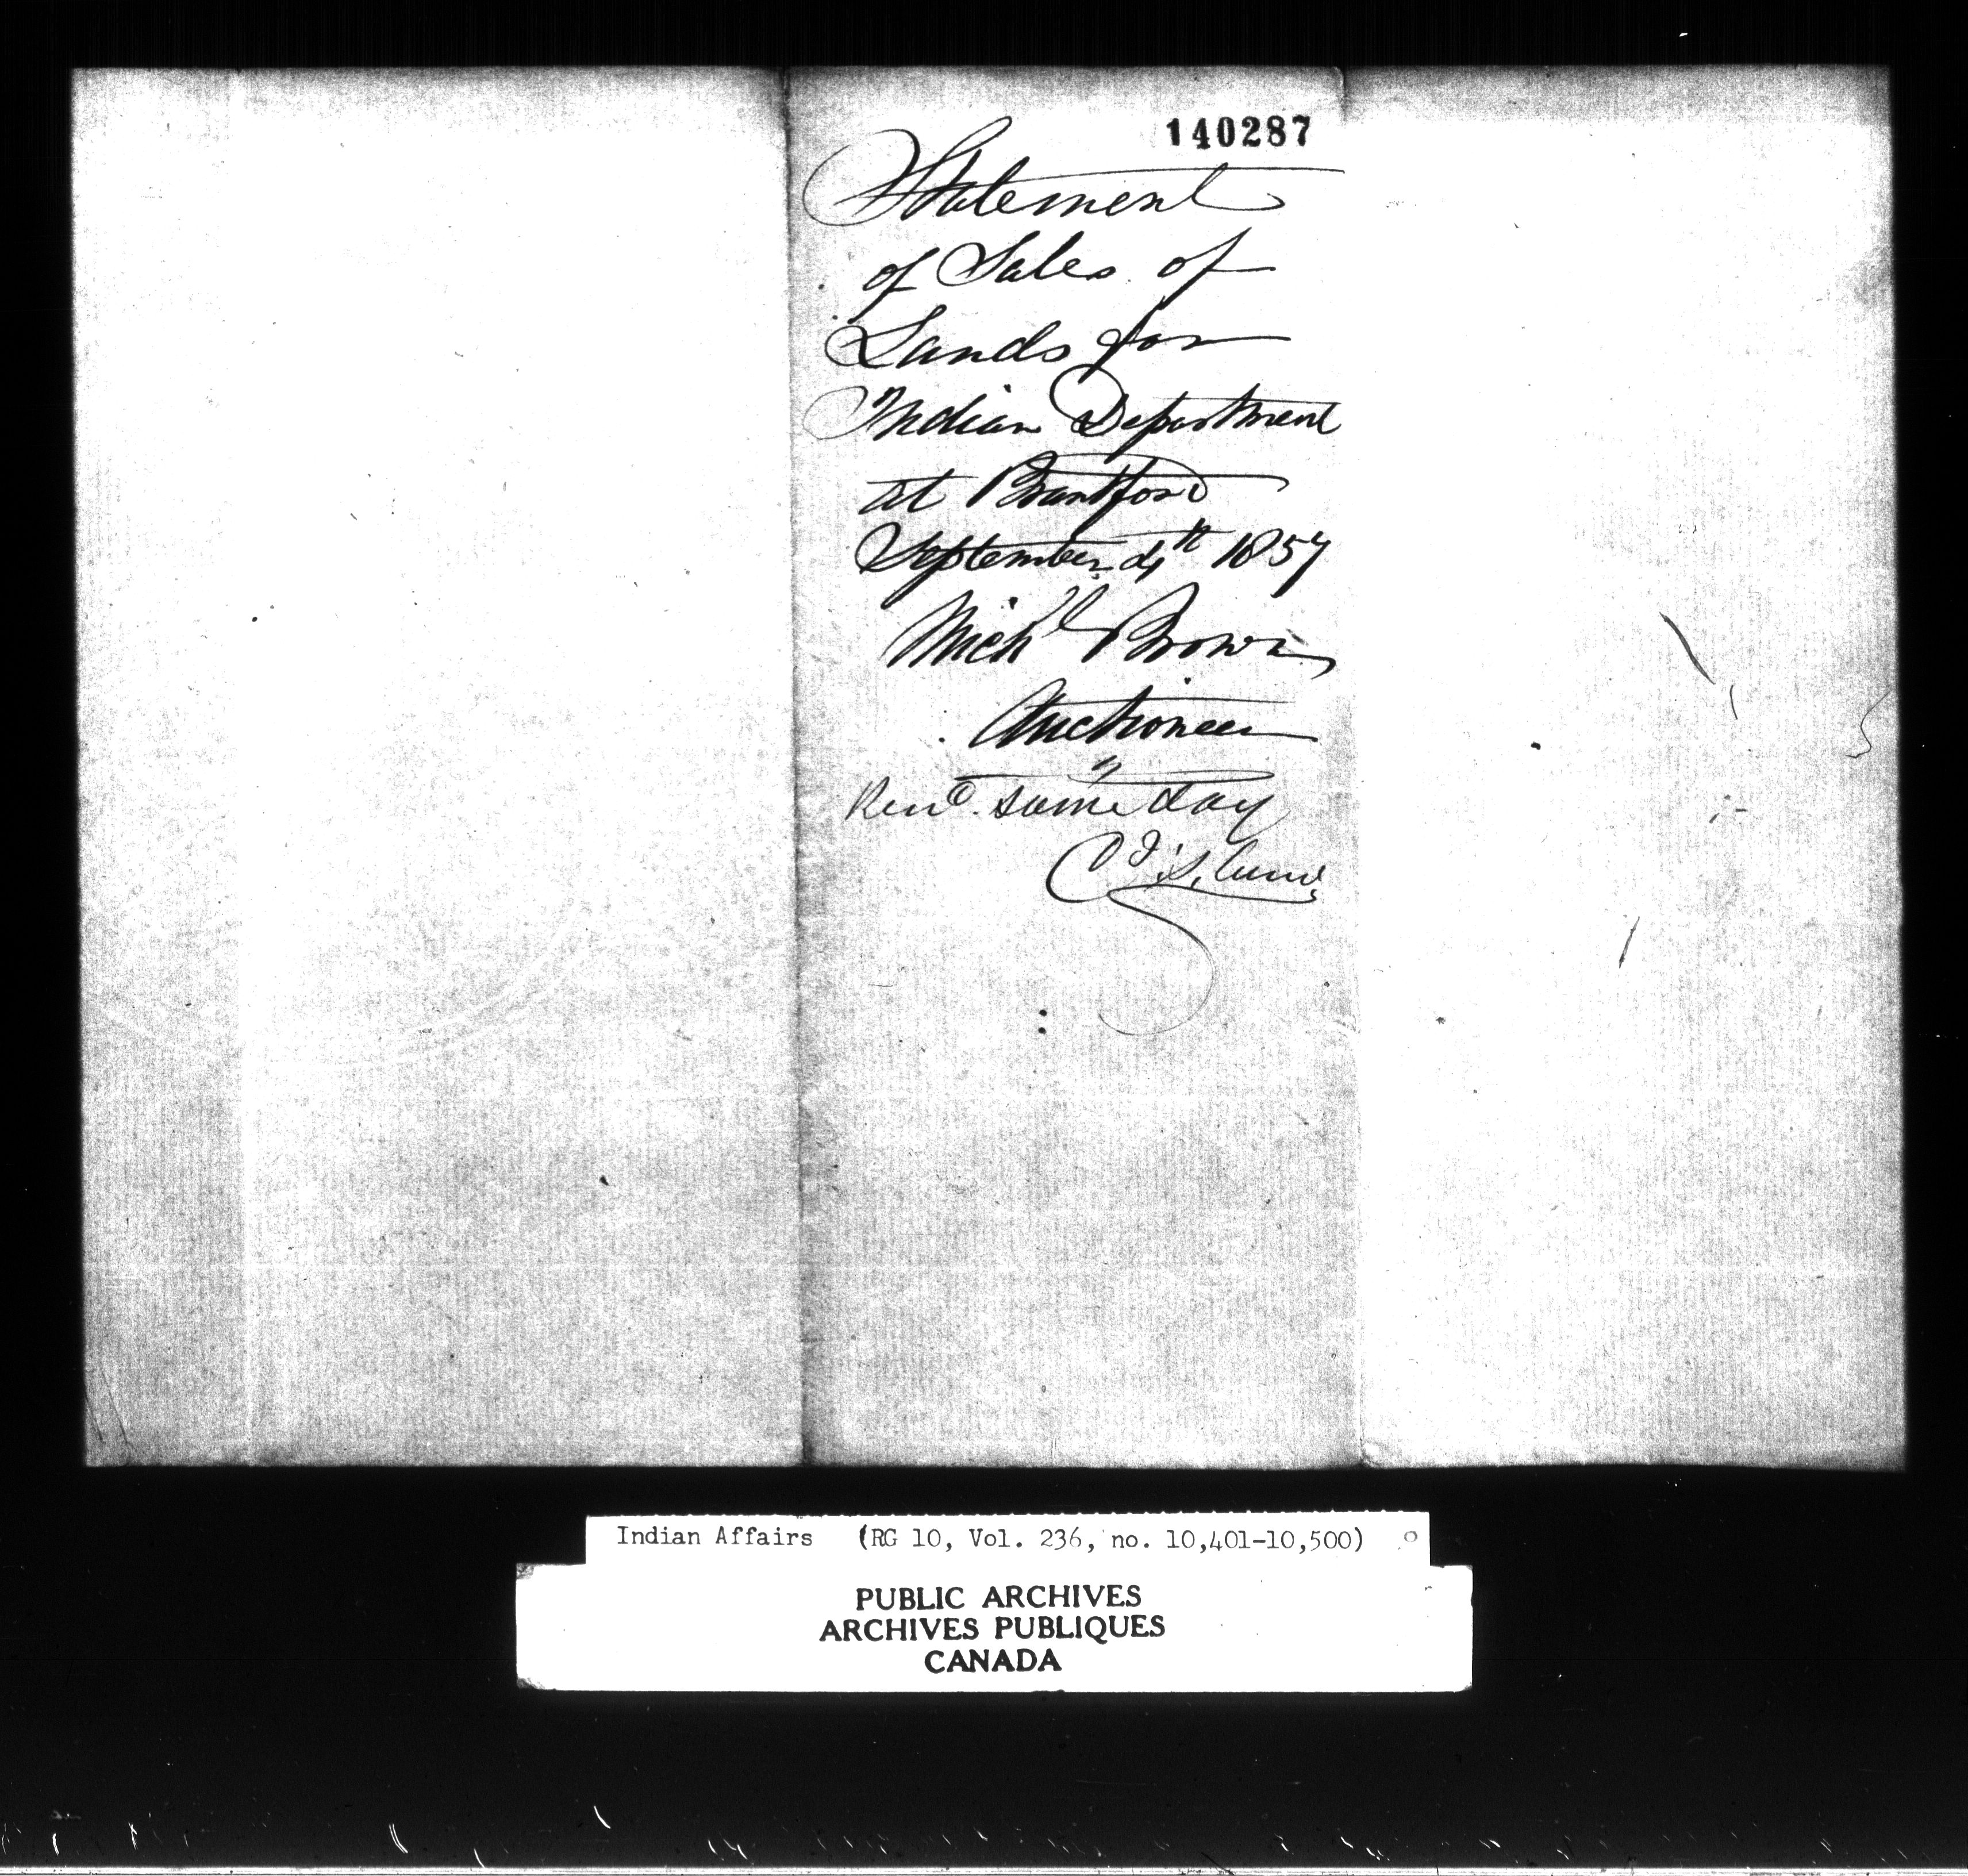 140287
Statement
of Sales of
Lands for
Indian Department
at Brantford
September 4th 1857
Michl Brown
Auctioneer
same day
Indian Affairs (RG 10, Vol. 236, no. 10,401-10,500)
PUBLIC ARCHIVES
ARCHIVES PUBLIQUES
CANADA